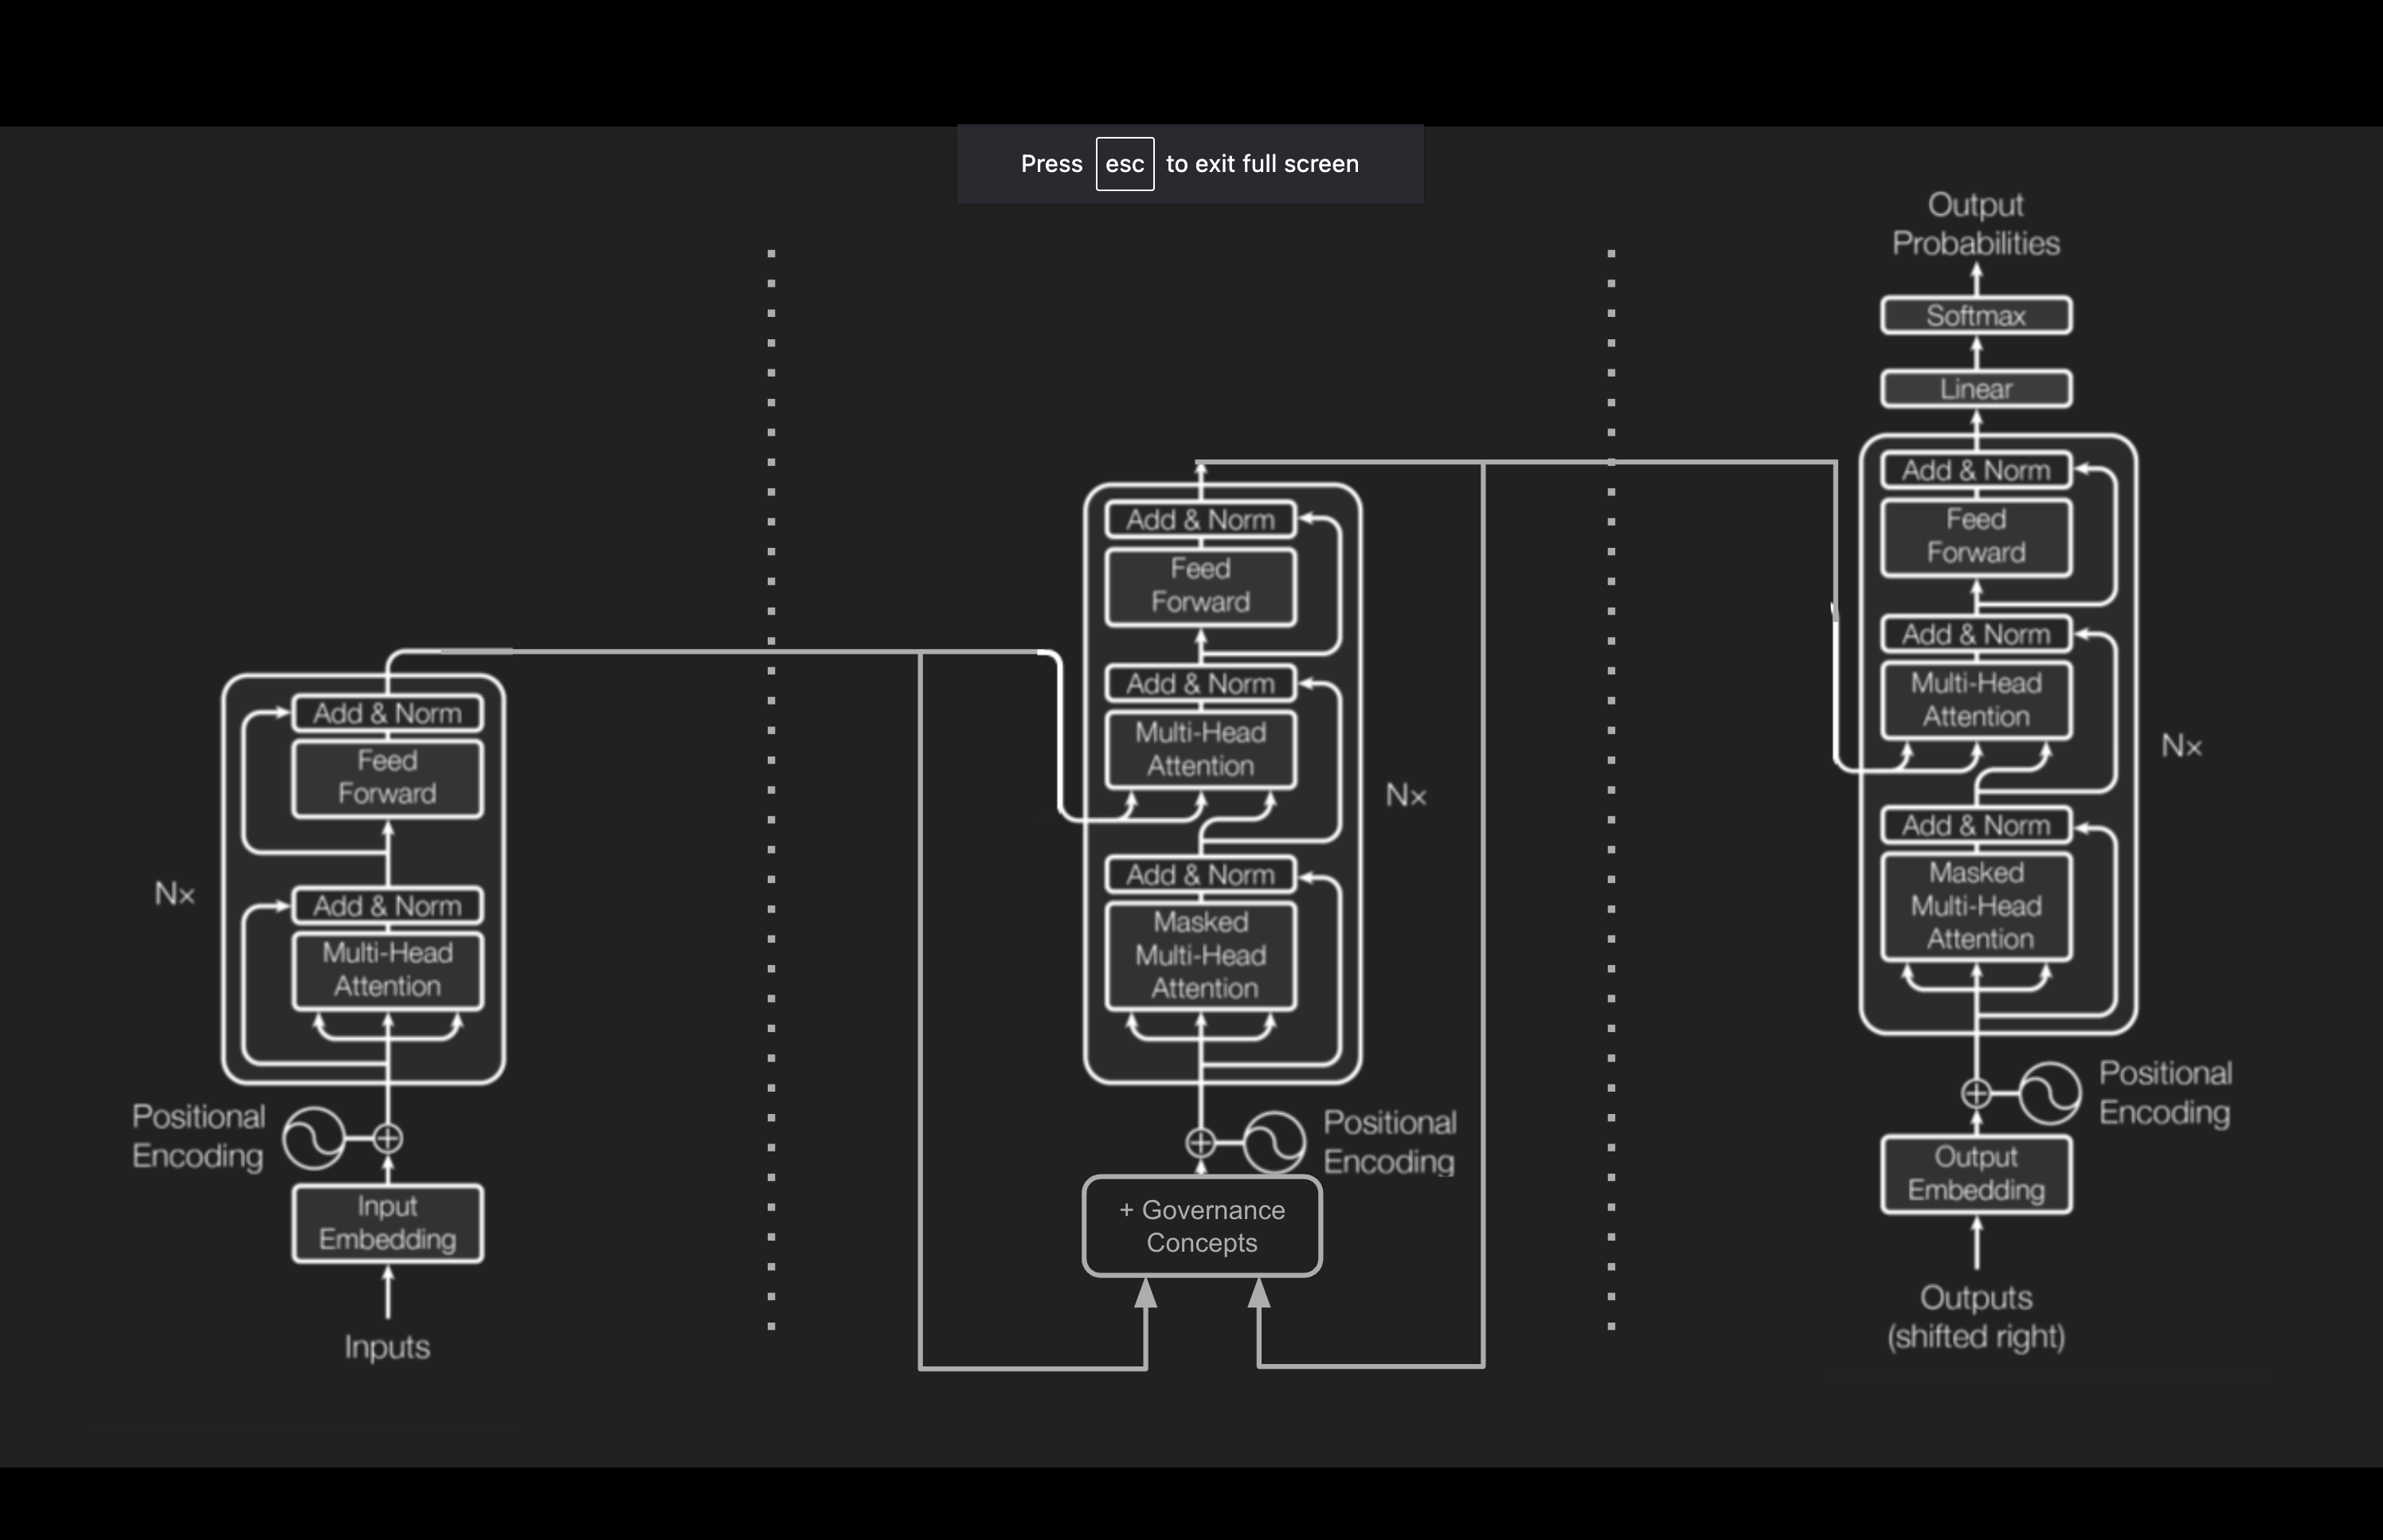 Press esc to exit full screen
Add & Norm
Feed
Forward
Nx
Add & Norm
Multi-Head
Attention
Positional
Encoding
Input
Embedding
Inputs
Add & Norm
Feed
Forward
Add & Norm
Multi-Head
Attention
Nx
Add & Norm
Masked
Multi-Head
Attention
Positional
Encoding
+ Governance
Concepts
Output
Probabilities
Softmax
Linear
Add & Norm
Feed
Forward
Add & Norm
Multi-Head
Attention
Nx
Add & Norm
Masked
Multi-Head
Attention
Positional
Encoding
Output
Embedding
Outputs
(shifted right)